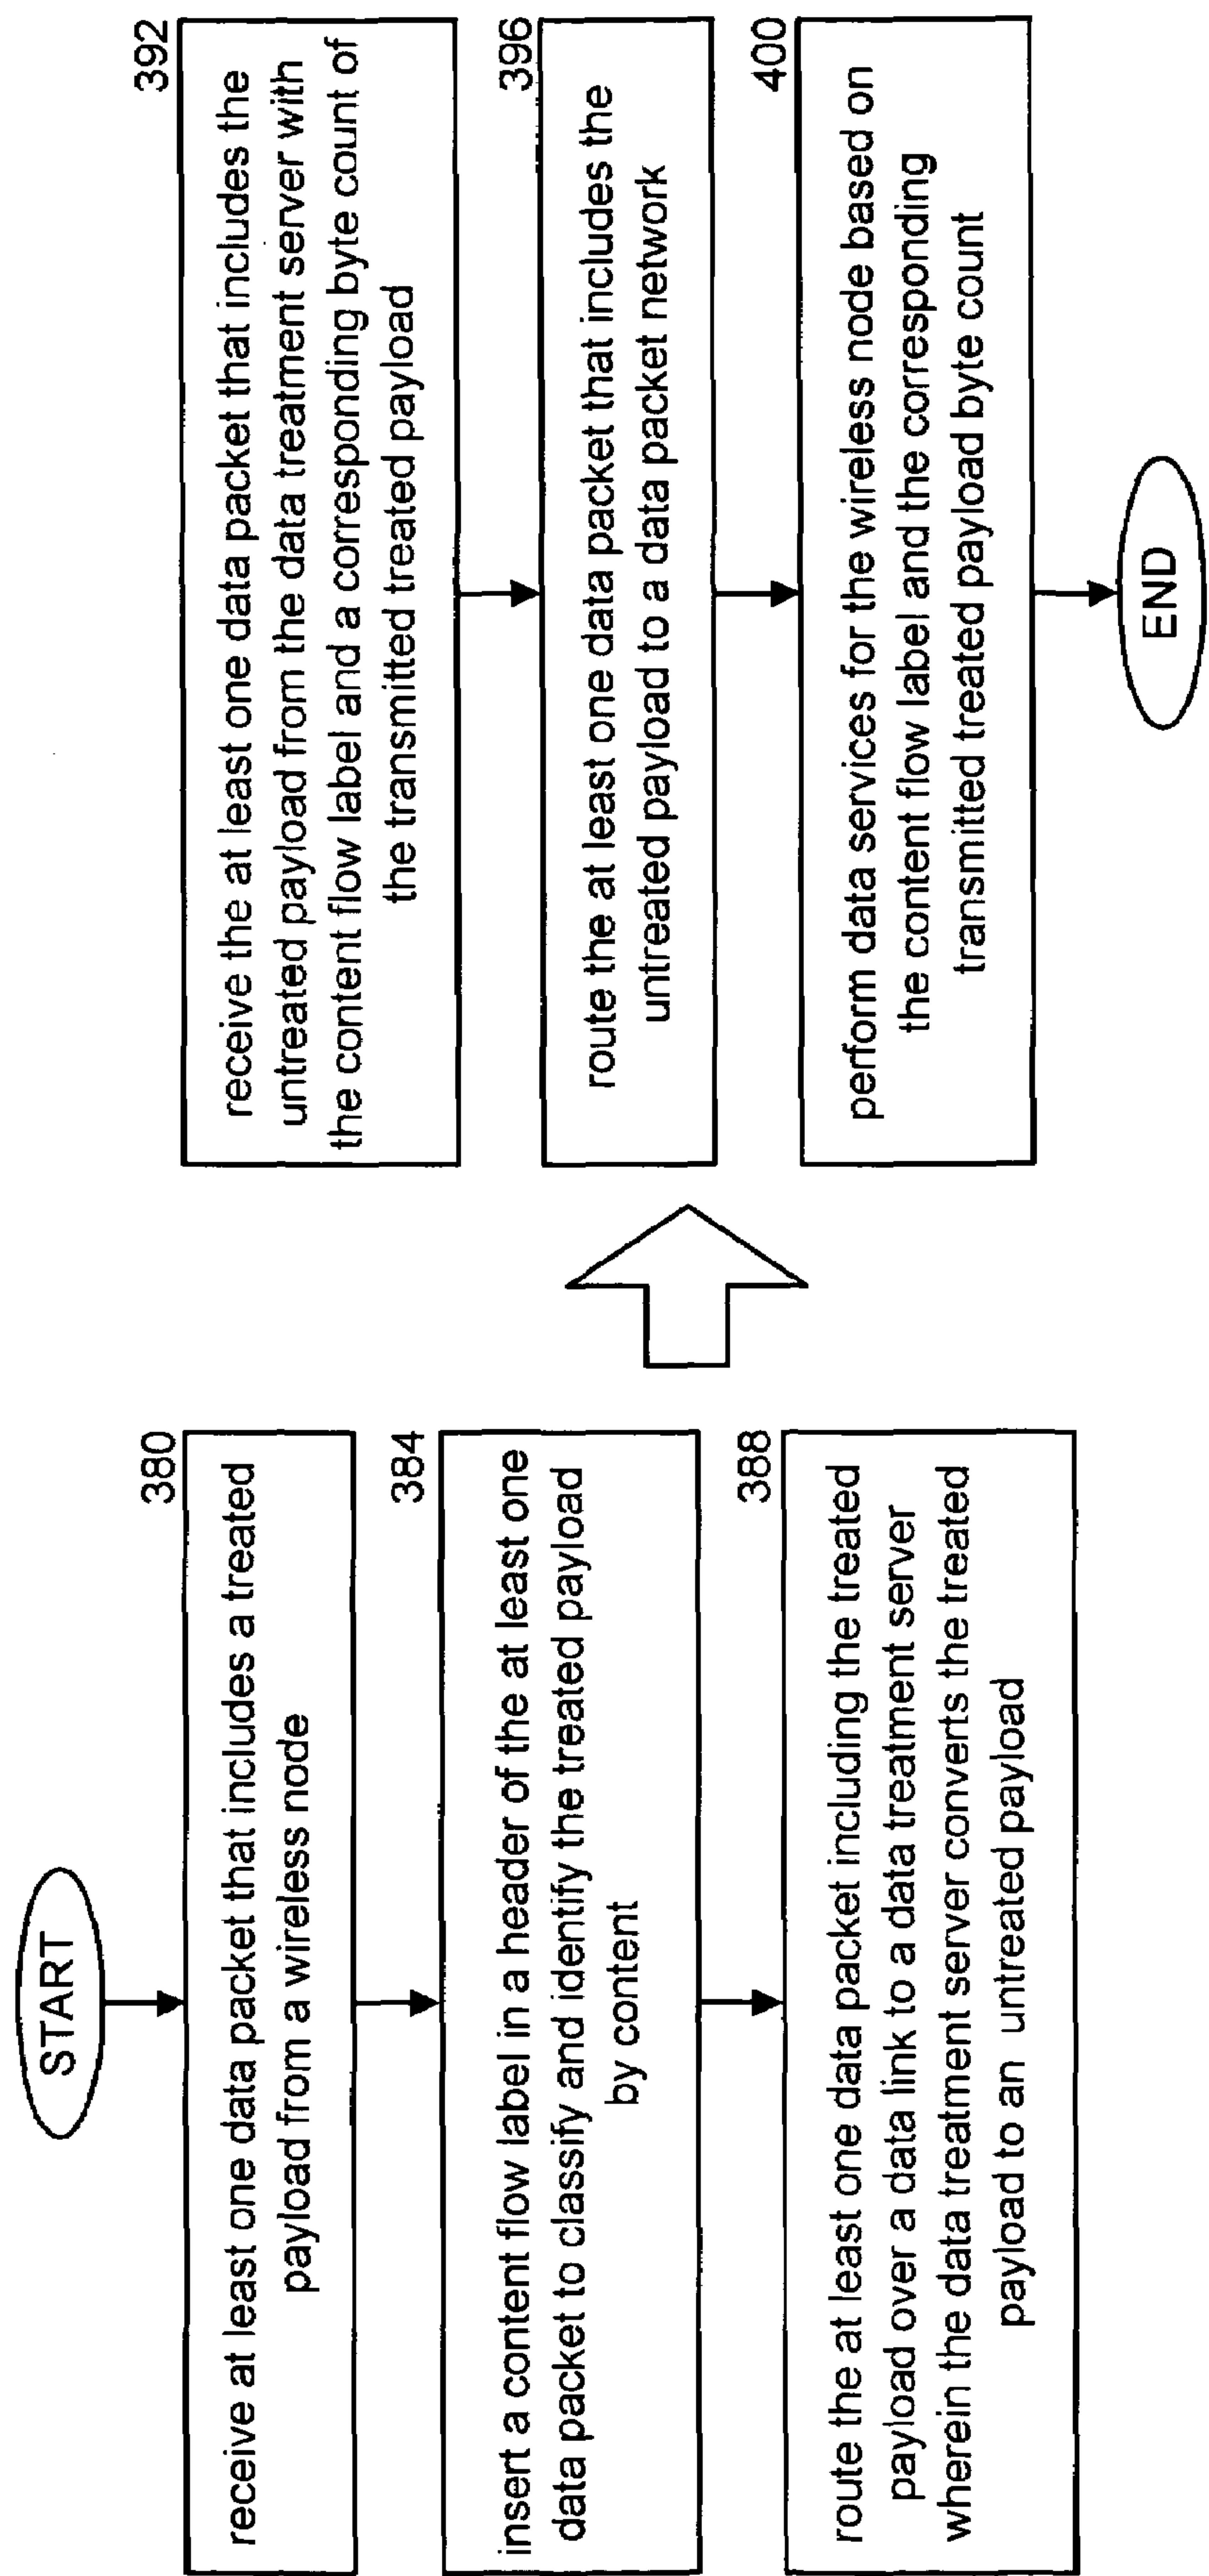 START
380
receive at least one data packet that includes a treated
payload from a wireless node
384
insert a content flow label in a header of the at least one
data packet to classify and identify the treated payload
by content
388
route the at least one data packet including the treated
payload over a data link to a data treatment server
wherein the data treatment server converts the treated
payload to an untreated payload
392
receive the at least one data packet that includes the
untreated payload from the data treatment server with
the content flow label and a corresponding byte count of
the transmitted treated payload
396
route the at least one data packet that includes the
untreated payload to a data packet network
400
perform data services for the wireless node based on
the content flow label and the corresponding
transmitted treated payload byte count
END